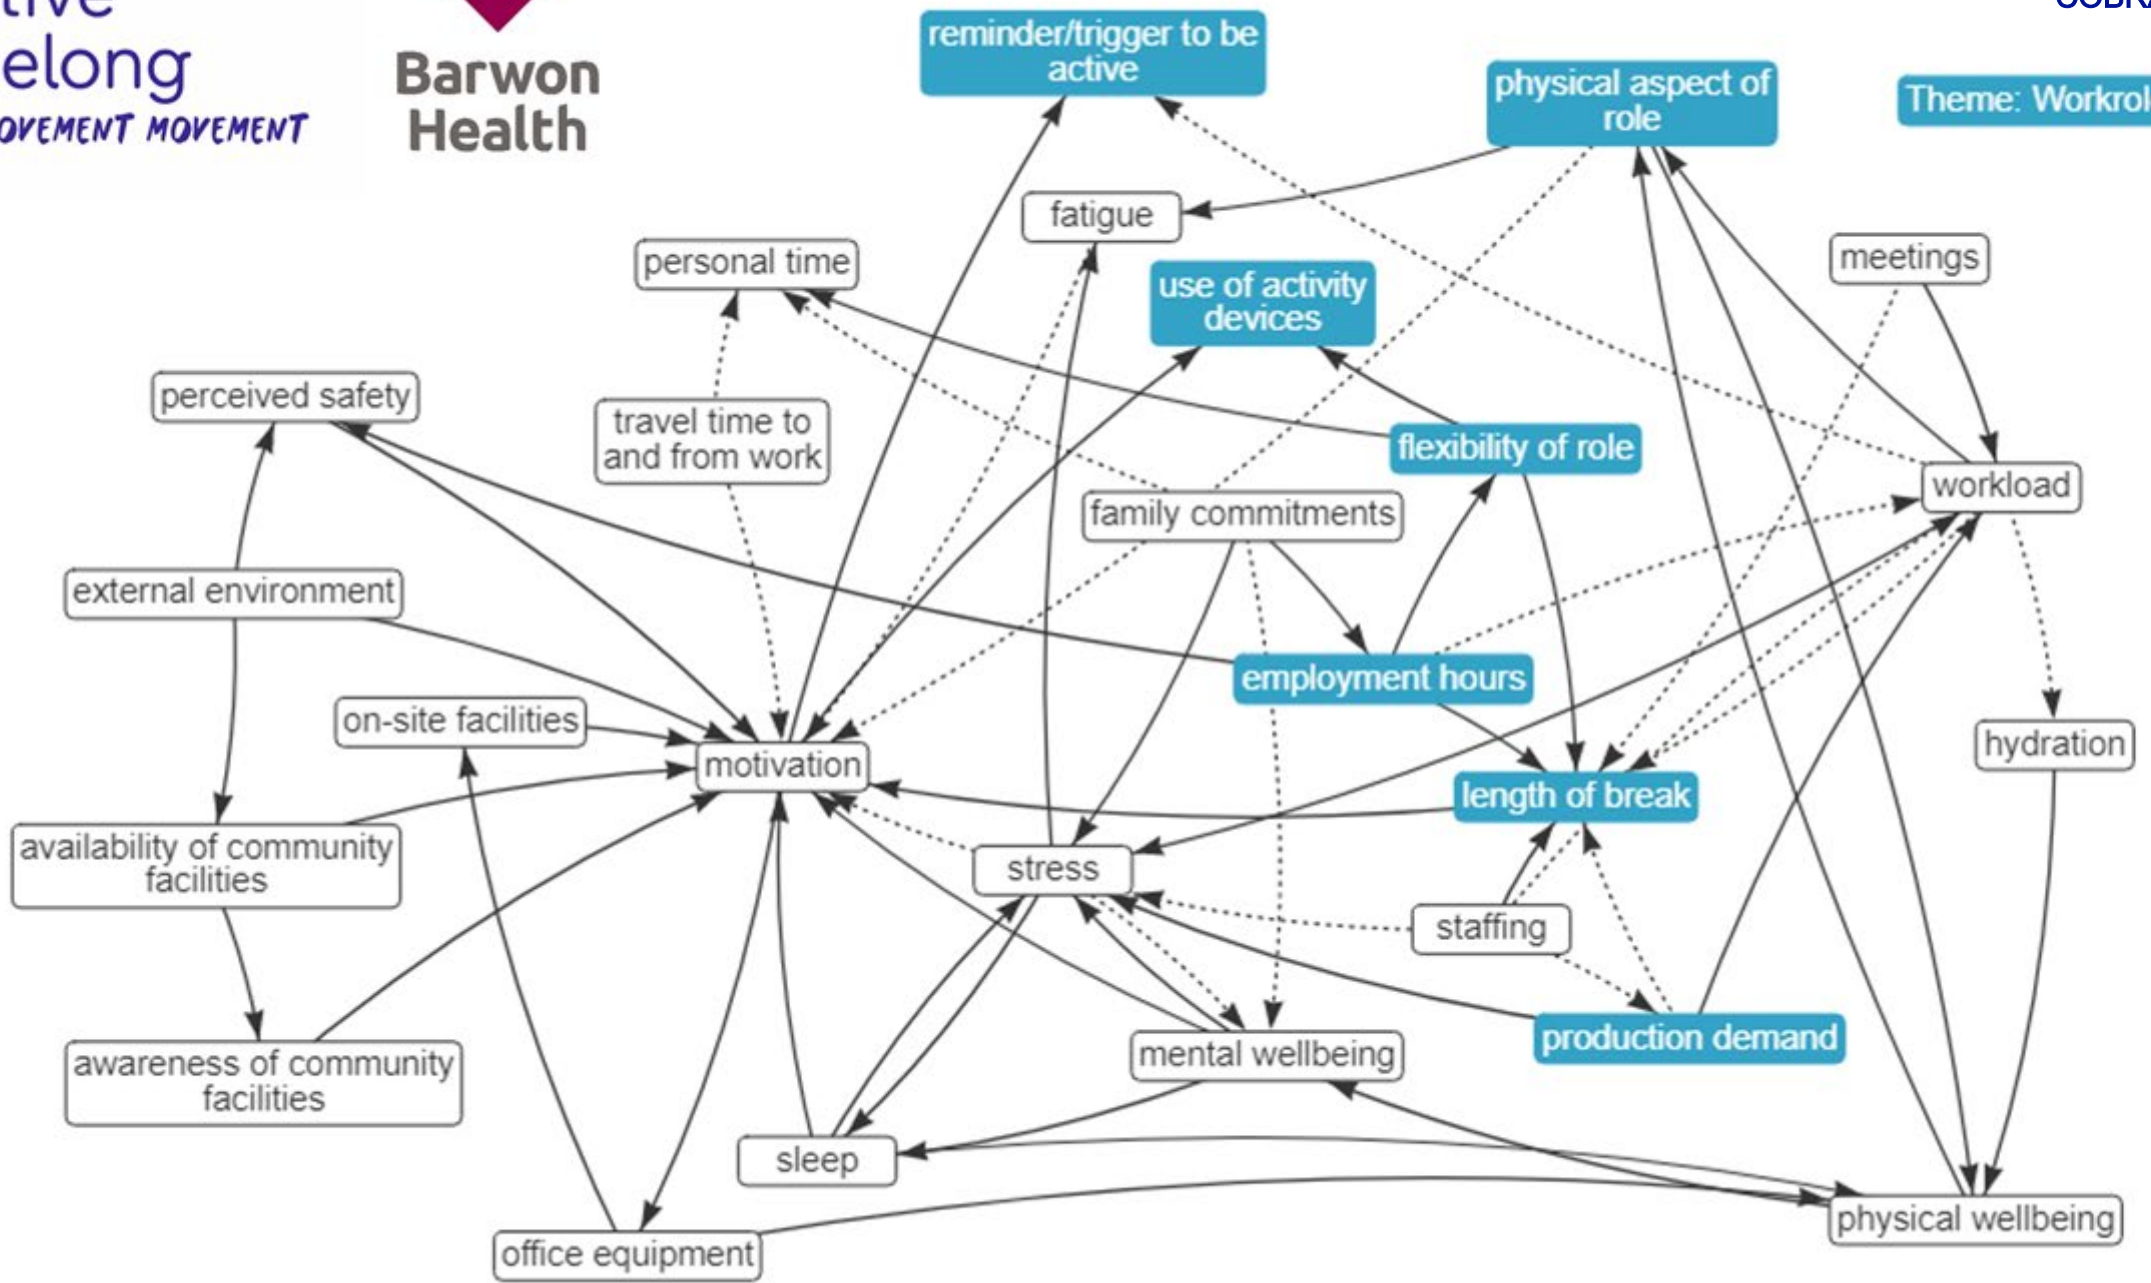 elong
OVEMENT MOVEMENT
Barwon
Health
reminder/trigger to be
active
physical aspect of
role
Theme:
fatigue
personal time
use of activity
devices
meetings
perceived safety
travel time to
and from work
flexibility of role
workload
family commitments
external environment
employment hours
on-site facilities
motivation
hydration
length of break
availability of community
facilities
stress
staffing
production demand
mental wellbeing
awareness of community
facilities
sleep
physical wellbeing
office equipment